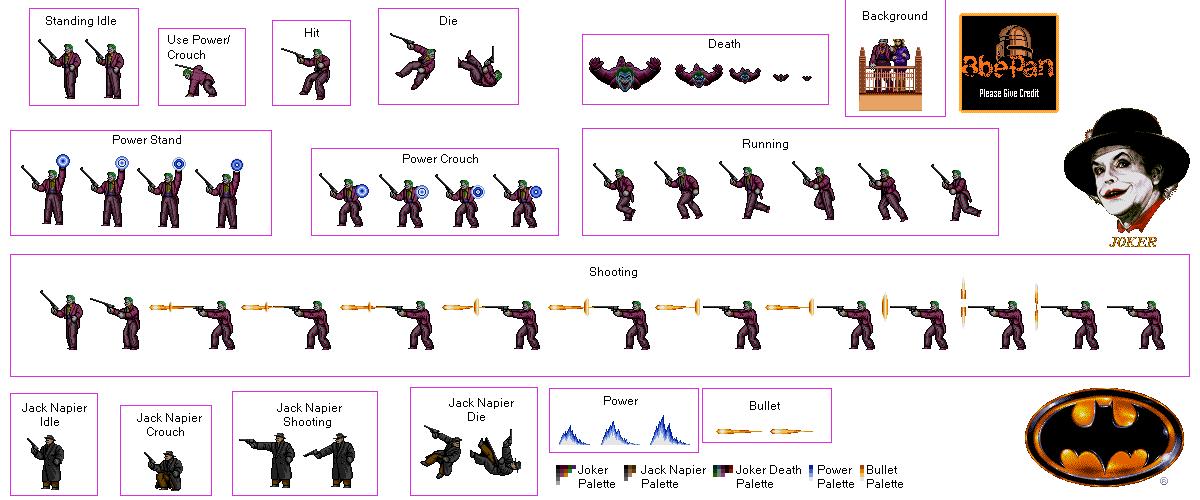 Standing Idle
Use Power/
Crouch
Hit
Die
Death
Background
8bePan
Please Give Credit
Power Stand
Power Crouch
Running
JOKER
Shooting
Jack Napier
Idle
Jack Napier
Crouch
Jack Napier
Shooting
Jack Napier
Die
Power
Bullet
Joker
Palette
Jack Napier
Palette
Joker Death
Palette
Power
Palette
Bullet
Palette
®